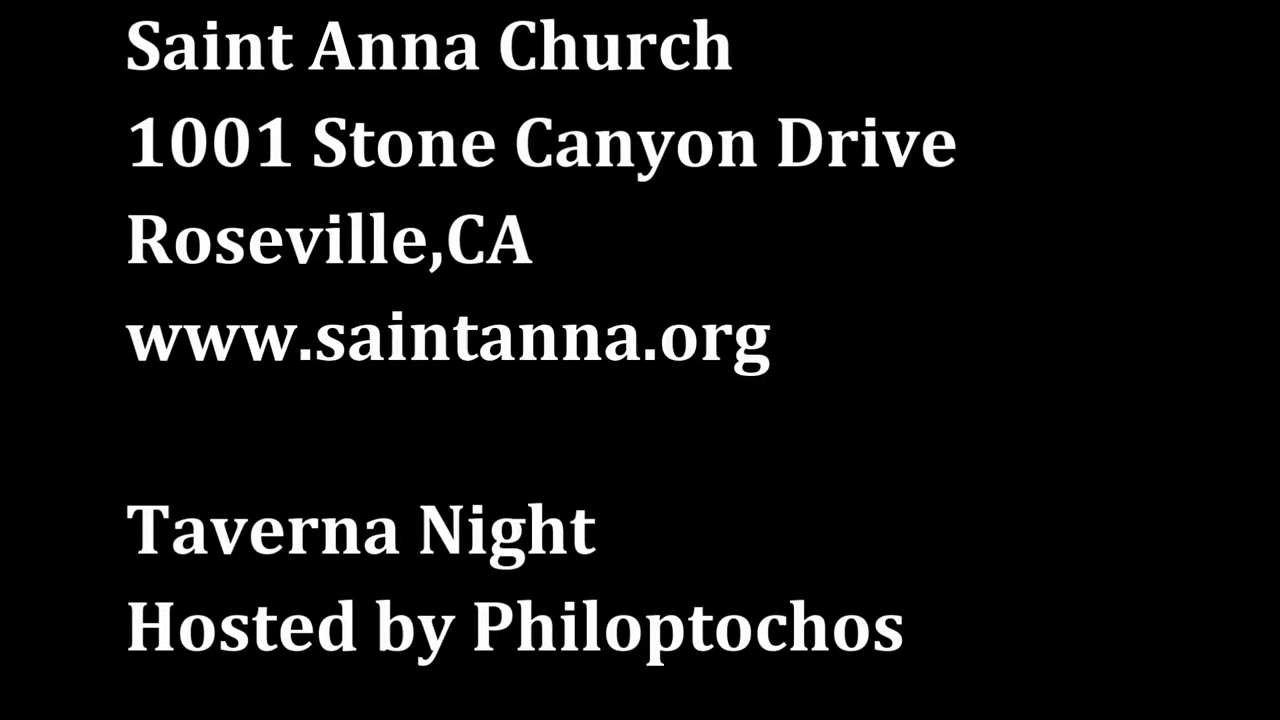 Saint Anna Church
1001 Stone Canyon Drive
Roseville,CA
www.saintanna.org
Taverna Night
Hosted by Philoptochos